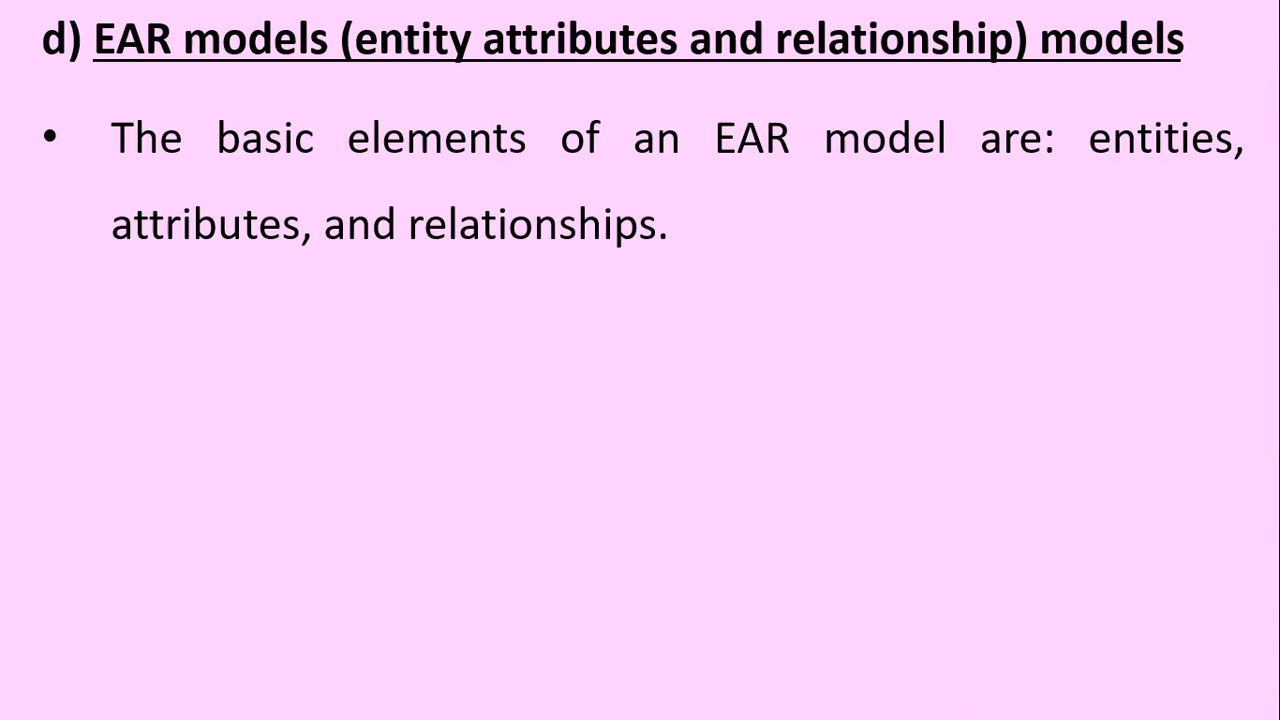 d) EAR models (entity attributes and relationship) models
• The basic elements of an EAR model are: entities,
attributes, and relationships.